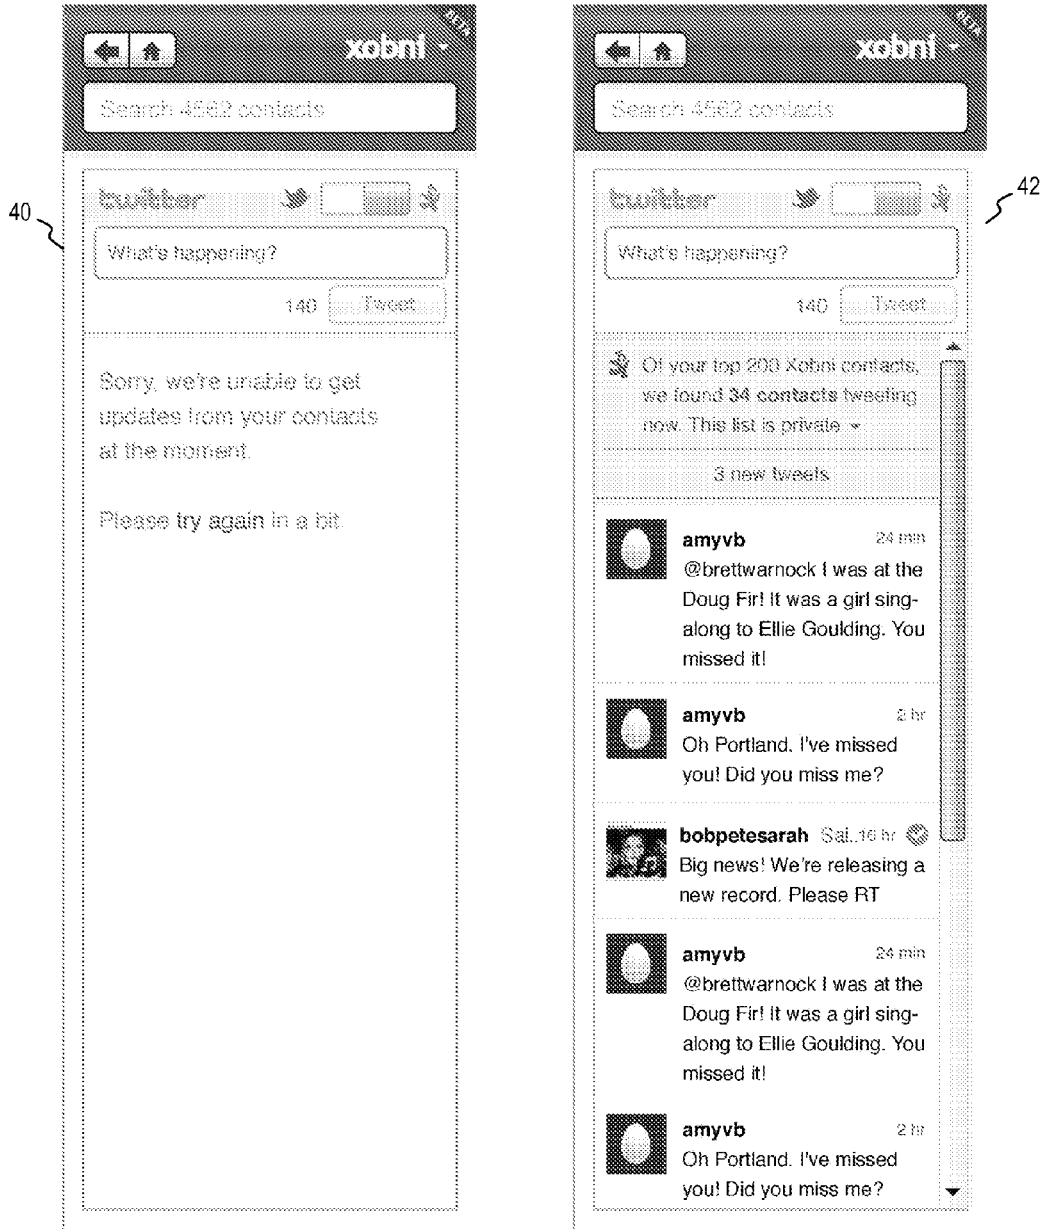 BETA
xobni
Search 4562 contacts
40
twitter
What's happening?
140 Tweet
Sorry, we're unable to get
updates from your contacts
at the moment.
Please try again in a bit.
BETA
xobni
Search 4562 contacts
42
twitter
What's happening?
140 Tweet
Of your top 200 Xobni contacts,
we found 34 contacts tweeting
now. This list is private
3 new tweets
amyvb 24 min
@brettwarnock I was at the
Doug Fir! It was a girl sing-
along to Ellie Goulding. You
missed it!
amyvb 2 hr
Oh Portland. I've missed
you! Did you miss me?
bobpetesarah Sal..16 hr
Big news! We're releasing a
new record. Please RT
amyvb 24 min
@brettwarnock I was at the
Doug Fir! It was a girl sing-
along to Ellie Goulding. You
missed it!
amyvb 2 hr
Oh Portland. I've missed
you! Did you miss me?